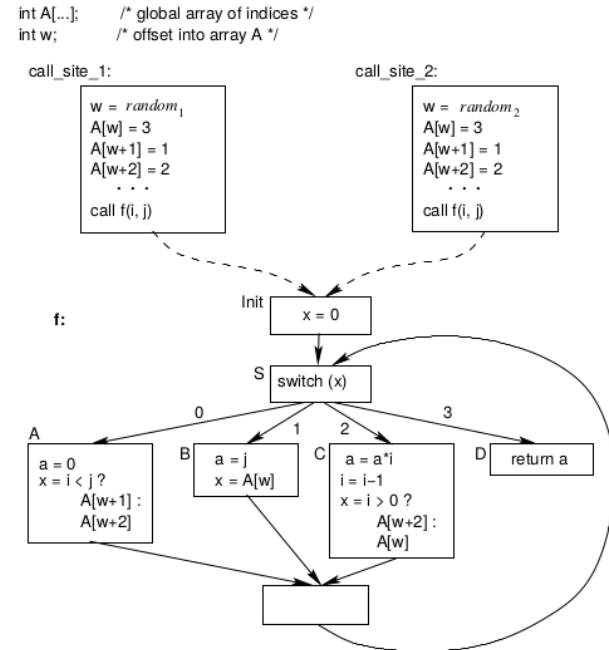 int A[...]; /* global array of indices */
int w; /* offset into array A */
call_site_1:
w = random1
A[w] = 3
A[w+1] = 1
A[w+2] = 2
. . .
call f(i, j)
call_site_2:
w = random2
A[w] = 3
A[w+1] = 1
A[w+2] = 2
. . .
call f(i, j)
f:
Init
x = 0
S
switch (x)
0
1
2
3
A
a = 0
x = i < j ?
A[w+1] :
A[w+2]
B
a = j
x = A[w]
C
a = a*i
i = i−1
x = i > 0 ?
A[w+2] :
A[w]
D
return a